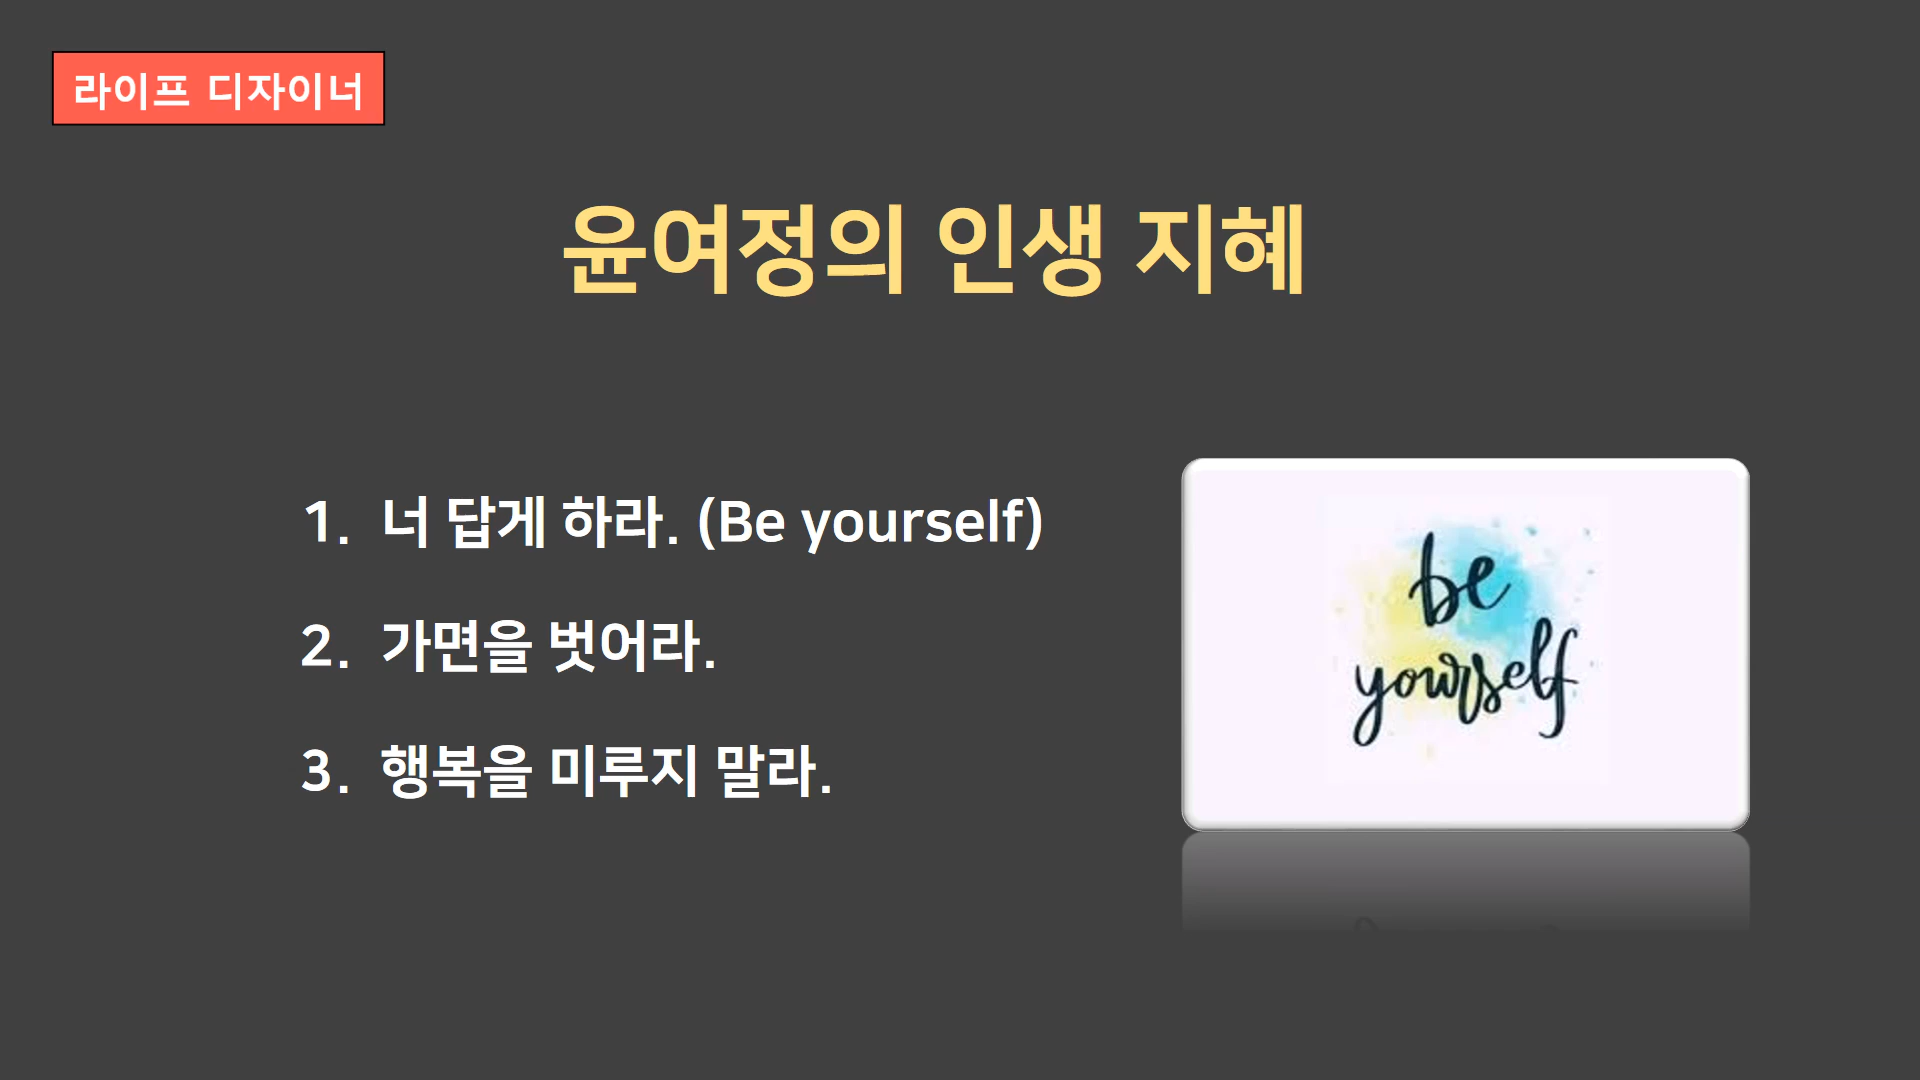 라이프 디자이너
윤여정의 인생 지혜
1. 너 답게 하라. (Be yourself)
2. 가면을 벗어라.
3. 행복을 미루지 말라.
be
yourself